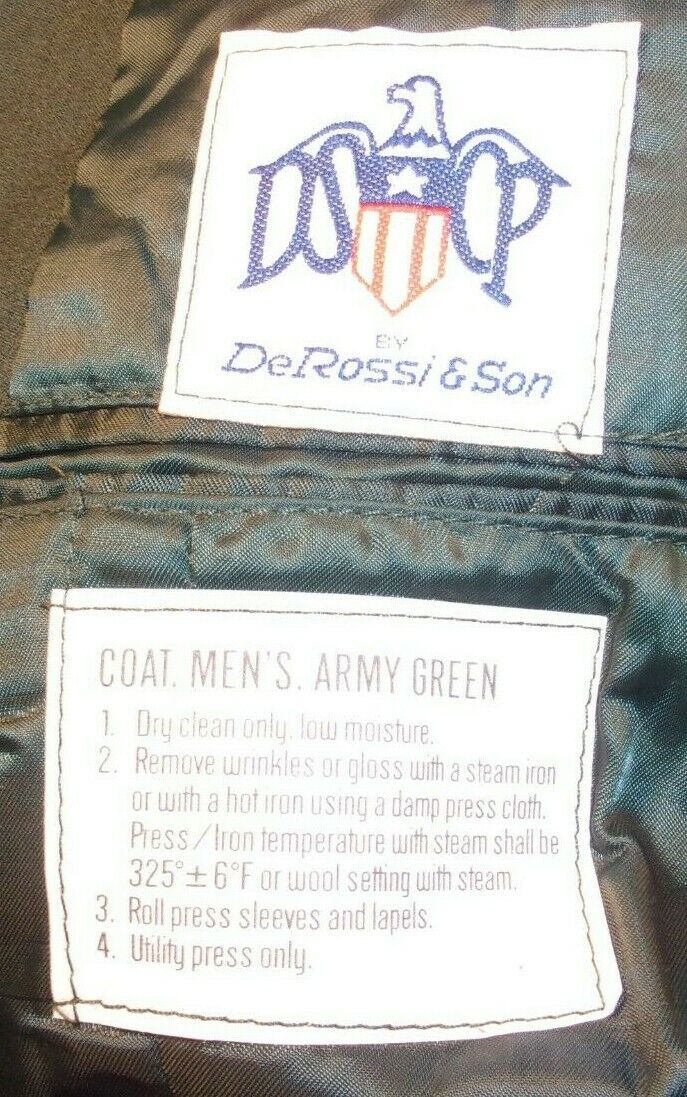 DSCP
BY
DeRossi & Son
COAT. MEN'S. ARMY GREEN
1. Dry clean only. low moisture.
2. Remove wrinkles or gloss with a steam iron
or with a hot iron using a damp press cloth.
Press/Iron temperature with steam shall be
325°±6°F or wool setting with steam.
3. Roll press sleeves and lapels.
4. Utility press only.